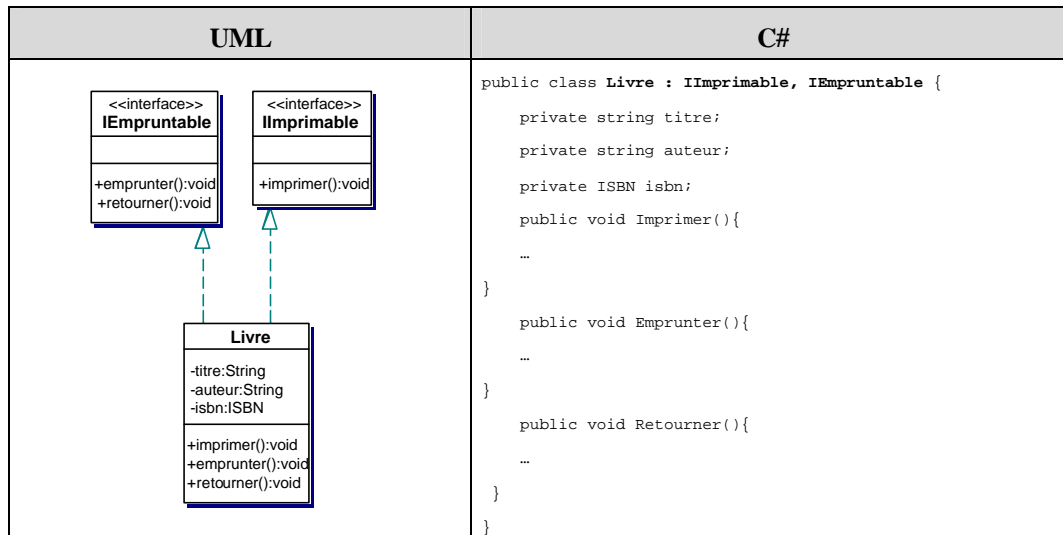 UML
C#
<<interface>>
IEmpruntable
+emprunter():void
+retourner():void
<<interface>>
IImprimable
+imprimer():void
Livre
-titre:String
-auteur:String
-isbn:ISBN
+imprimer():void
+emprunter():void
+retourner():void
public class Livre : IImprimable, IEmpruntable {
private string titre;
private string auteur;
private ISBN isbn;
public void Imprimer(){
…
}
public void Emprunter(){
…
}
public void Retourner(){
…
}
}